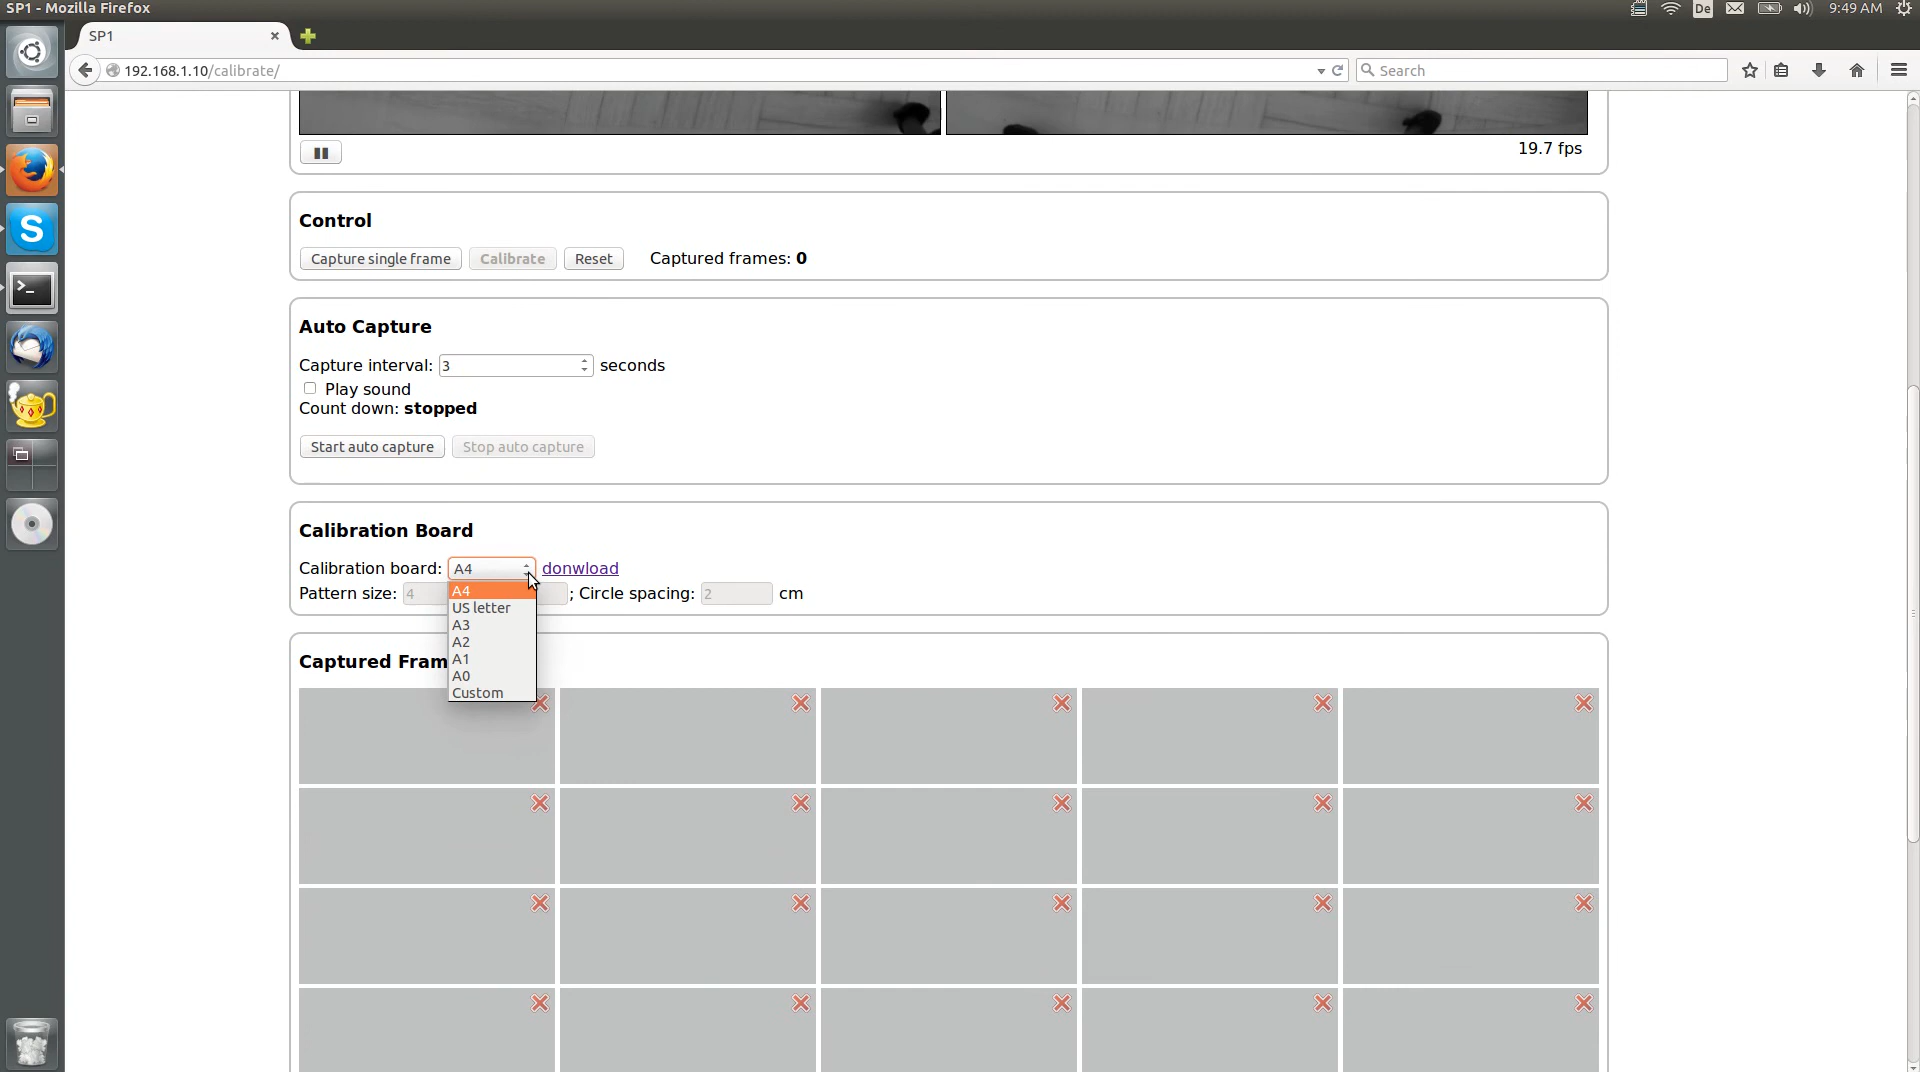 SP1 - Mozilla Firefox
De
9:49 AM
SP1
192.168.1.10/calibrate/
Search
19.7 fps
Control
Capture single frame
Calibrate
Reset
Captured frames: 0
Auto Capture
Capture interval: 3 seconds
Play sound
Count down: stopped
Start auto capture
Stop auto capture
Calibration Board
Calibration board: A4 donwload
Pattern size: 4 ; Circle spacing: 2 cm
A4
US letter
A3
A2
A1
A0
Custom
Captured Fram